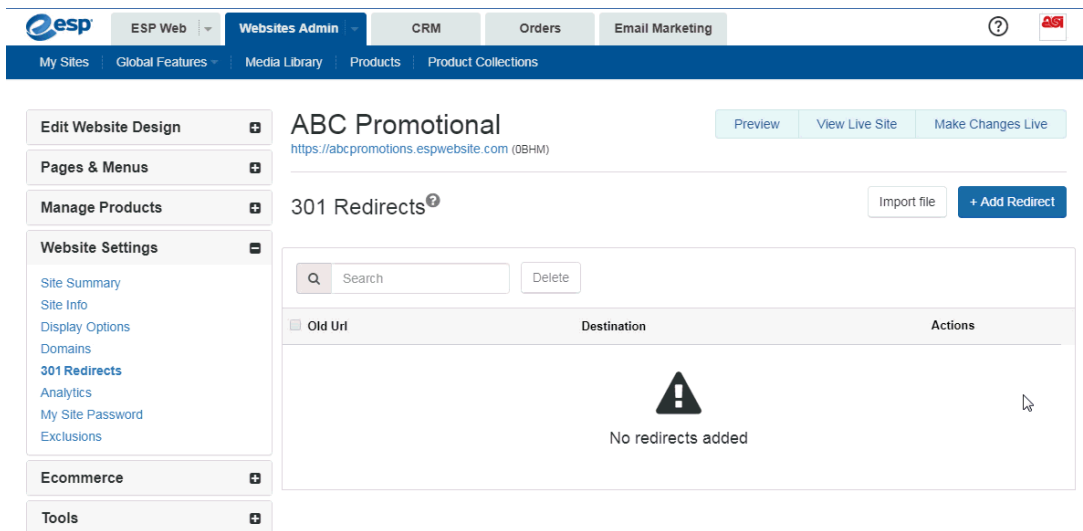 esp ESP Web Websites Admin CRM Orders Email Marketing ? asi
My Sites Global Features Media Library Products Product Collections
Edit Website Design
Pages & Menus
Manage Products
Website Settings
Site Summary
Site Info
Display Options
Domains
301 Redirects
Analytics
My Site Password
Exclusions
Ecommerce
Tools
ABC Promotional
https://abcpromotions.espwebsite.com (0BHM)
Preview View Live Site Make Changes Live
301 Redirects ?
Import file + Add Redirect
Search Delete
Old Url Destination Actions
No redirects added